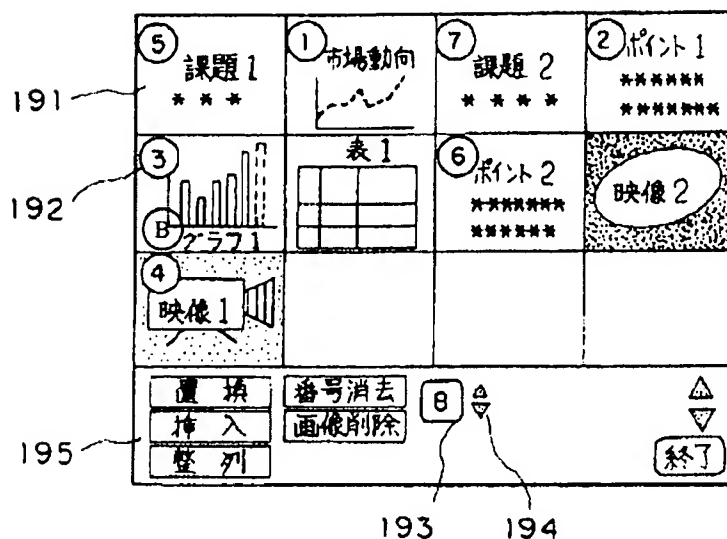 ⑤ ① ⑦ ②
課題1
市場動向
課題2
ポイント1
* * *
* * * *
******
*******
191
③
表1
⑥
ポイント2
映像2
*******
******
192
B
グラフ1
④
映像1
置換
番号消去
8
挿入
画像削除
195
整列
終了
193 194